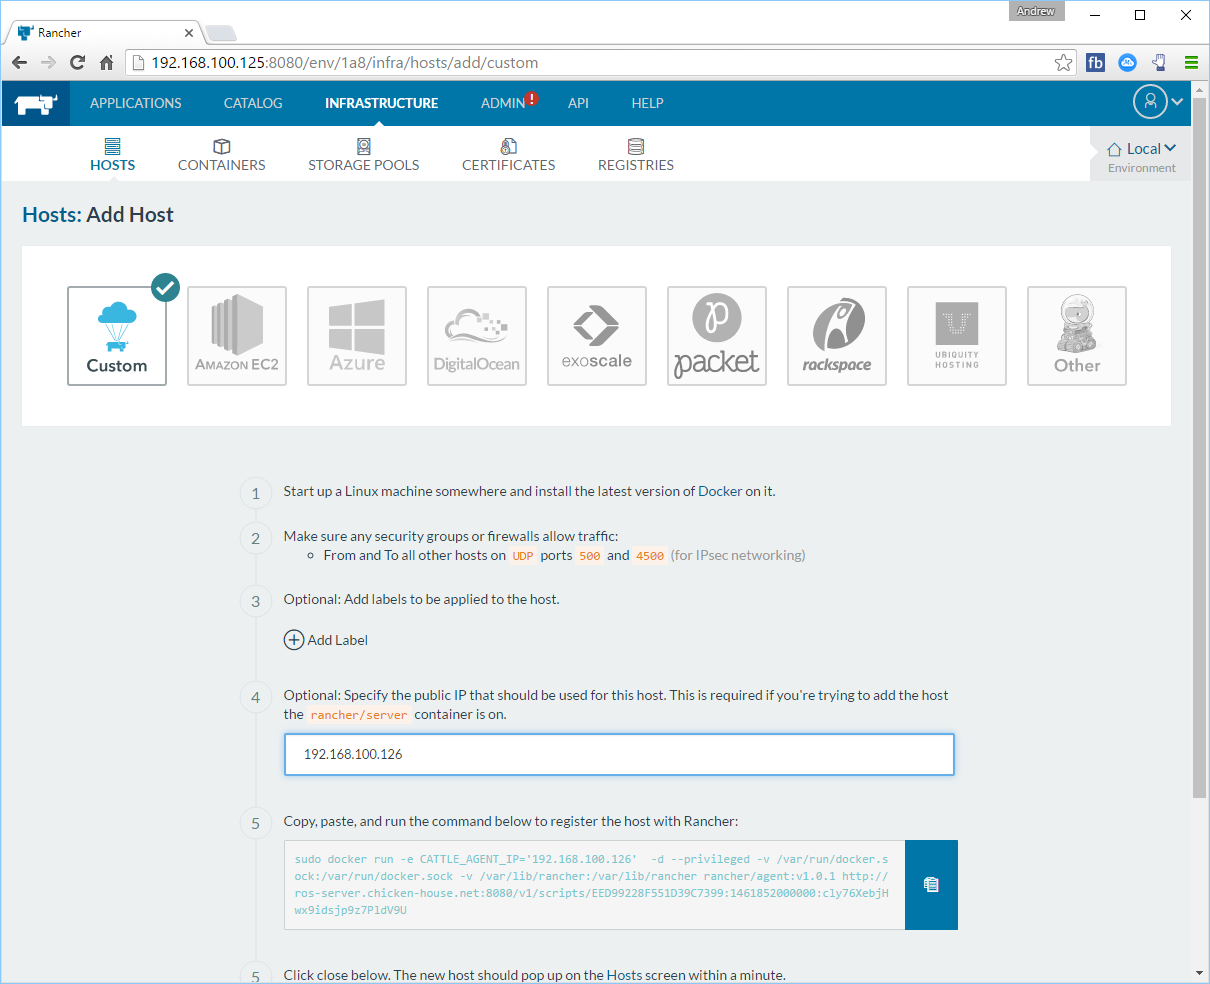 Andrew
Rancher
192.168.100.125:8080/env/1a8/infra/hosts/add/custom
fb
APPLICATIONS CATALOG INFRASTRUCTURE ADMIN ! API HELP
HOSTS CONTAINERS STORAGE POOLS CERTIFICATES REGISTRIES
Local
Environment
Hosts: Add Host
Custom
AMAZON EC2
Azure
DigitalOcean
exoscale
packet
rackspace
UBIQUITY
HOSTING
Other
1 Start up a Linux machine somewhere and install the latest version of Docker on it.
2 Make sure any security groups or firewalls allow traffic:
From and To all other hosts on UDP ports 500 and 4500 (for IPsec networking)
3 Optional: Add labels to be applied to the host.
Add Label
4 Optional: Specify the public IP that should be used for this host. This is required if you're trying to add the host
the rancher/server container is on.
192.168.100.126
5 Copy, paste, and run the command below to register the host with Rancher:
sudo docker run -e CATTLE_AGENT_IP='192.168.100.126'  -d --privileged -v /var/run/docker.s
ock:/var/run/docker.sock -v /var/lib/rancher:/var/lib/rancher rancher/agent:v1.0.1 http://
ros-server.chicken-house.net:8080/v1/scripts/EED99228F551D39C7399:1461852000000:cly76XebjH
wx9idsjp9z7PldV9U
5 Click close below. The new host should pop up on the Hosts screen within a minute.